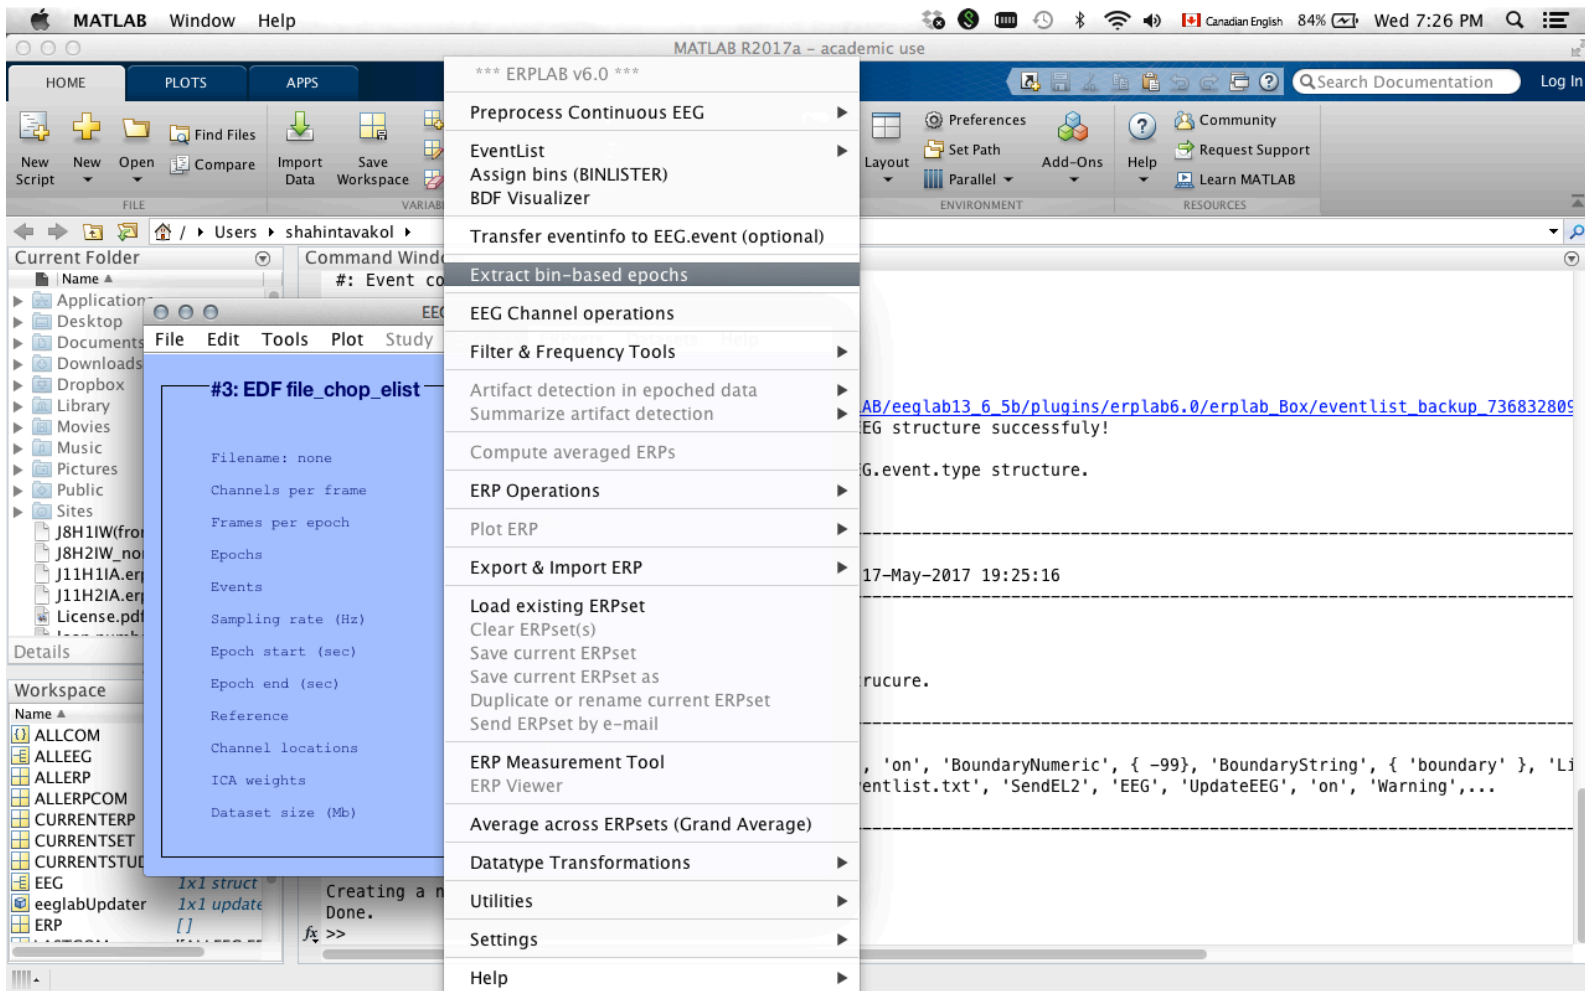 MATLAB Window Help
Canadian English 84% Wed 7:26 PM
MATLAB R2017a – academic use
HOME PLOTS APPS
Search Documentation
Log In
New Script
New
Open
Find Files
Compare
Import Data
Save Workspace
FILE
Layout
Preferences
Set Path
Parallel
Add-Ons
Help
Community
Request Support
Learn MATLAB
ENVIRONMENT
RESOURCES
/ Users shahintavakol
Current Folder
Name
Applications
Desktop
Documents
Downloads
Dropbox
Library
Movies
Music
Pictures
Public
Sites
J8H1IW(fro
J8H2IW_no
J11H1IA.er
J11H2IA.er
License.pdf
Details
Workspace
Name
ALLCOM
ALLEEG
ALLERP
ALLERPCOM
CURRENTERP
CURRENTSET
CURRENTSTUD
EEG 1x1 struct
eeglabUpdater 1x1 update
ERP []
Command Windo
#: Event co
File Edit Tools Plot Study
#3: EDF file_chop_elist
Filename: none
Channels per frame
Frames per epoch
Epochs
Events
Sampling rate (Hz)
Epoch start (sec)
Epoch end (sec)
Reference
Channel locations
ICA weights
Dataset size (Mb)
Creating a n
Done.
fx >>
*** ERPLAB v6.0 ***
Preprocess Continuous EEG
EventList
Assign bins (BINLISTER)
BDF Visualizer
Transfer eventinfo to EEG.event (optional)
Extract bin-based epochs
EEG Channel operations
Filter & Frequency Tools
Artifact detection in epoched data
Summarize artifact detection
Compute averaged ERPs
ERP Operations
Plot ERP
Export & Import ERP
Load existing ERPset
Clear ERPset(s)
Save current ERPset
Save current ERPset as
Duplicate or rename current ERPset
Send ERPset by e-mail
ERP Measurement Tool
ERP Viewer
Average across ERPsets (Grand Average)
Datatype Transformations
Utilities
Settings
Help
AB/eeglab13_6_5b/plugins/erplab6.0/erplab_Box/eventlist_backup_736832809
EEG structure successfuly!
G.event.type structure.
17-May-2017 19:25:16
rucure.
, 'on', 'BoundaryNumeric', { -99}, 'BoundaryString', { 'boundary' }, 'Li
entlist.txt', 'SendEL2', 'EEG', 'UpdateEEG', 'on', 'Warning',...